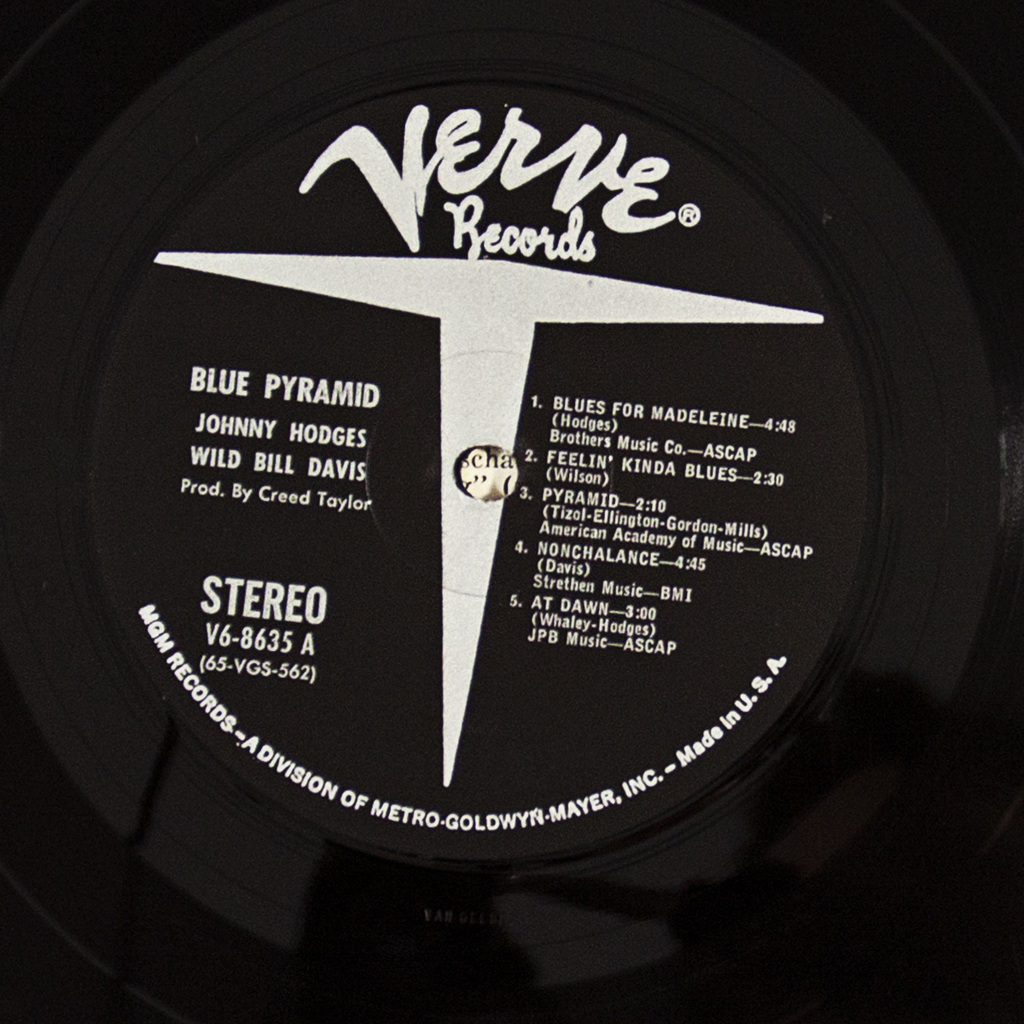 Verve®
Records
BLUE PYRAMID
JOHNNY HODGES
WILD BILL DAVIS
Prod. By Creed Taylor
STEREO
V6-8635 A
(65-VGS-562)
1. BLUES FOR MADELEINE—4:48
(Hodges)
Brothers Music Co.—ASCAP
2. FEELIN' KINDA BLUES—2:30
(Wilson)
3. PYRAMID—2:10
(Tizol-Ellington-Gordon-Mills)
American Academy of Music—ASCAP
4. NONCHALANCE—4:45
(Davis)
Strethen Music—BMI
5. AT DAWN—3:00
(Whaley-Hodges)
JPB Music—ASCAP
MGM RECORDS—A DIVISION OF METRO-GOLDWYN-MAYER, INC. – Made in U. S. A.
VAN